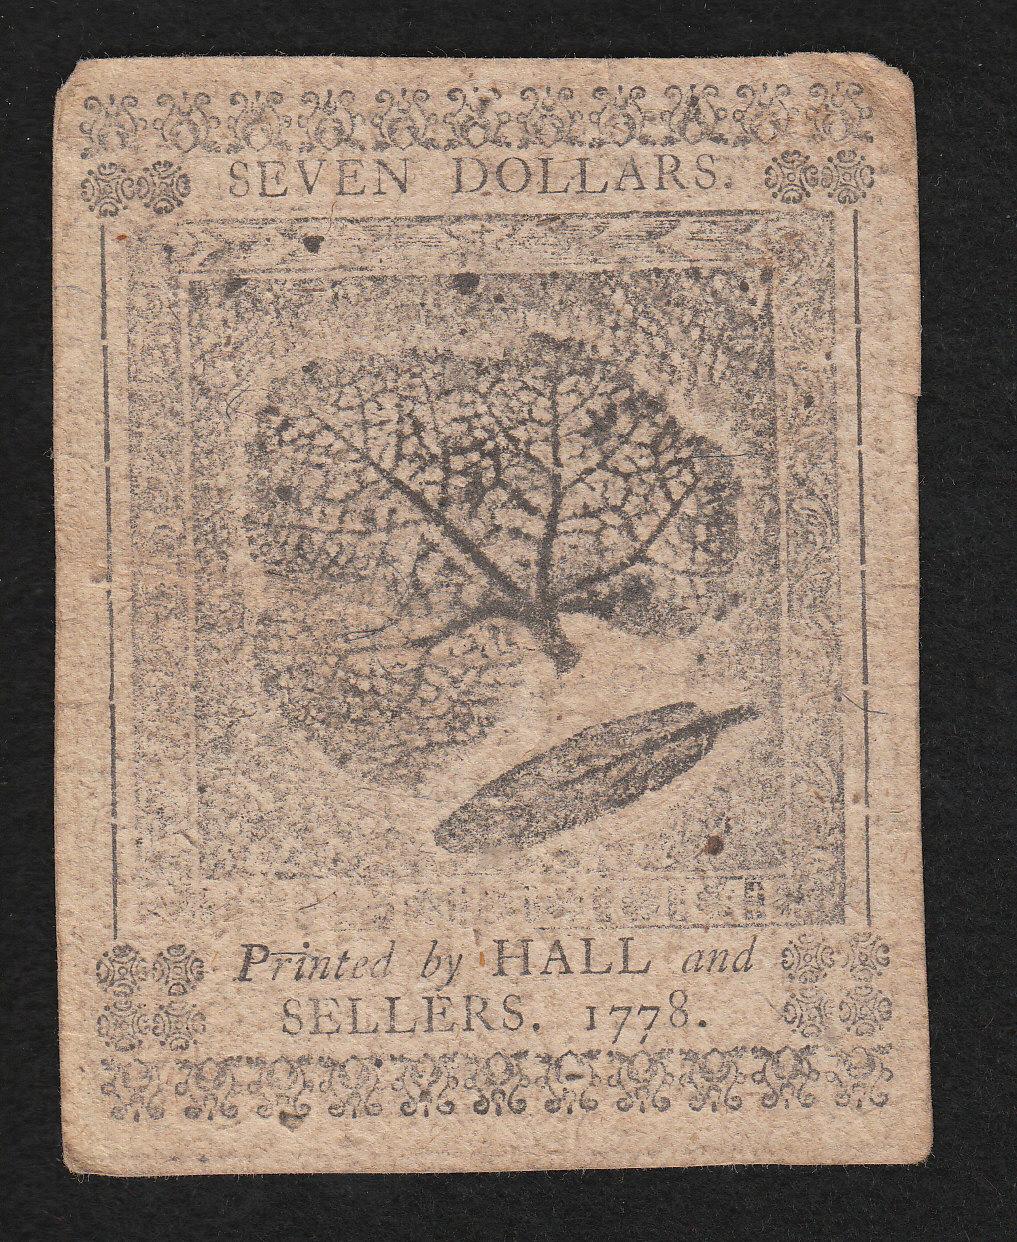 SEVEN DOLLARS.
Printed by HALL and
SELLERS. 1778.